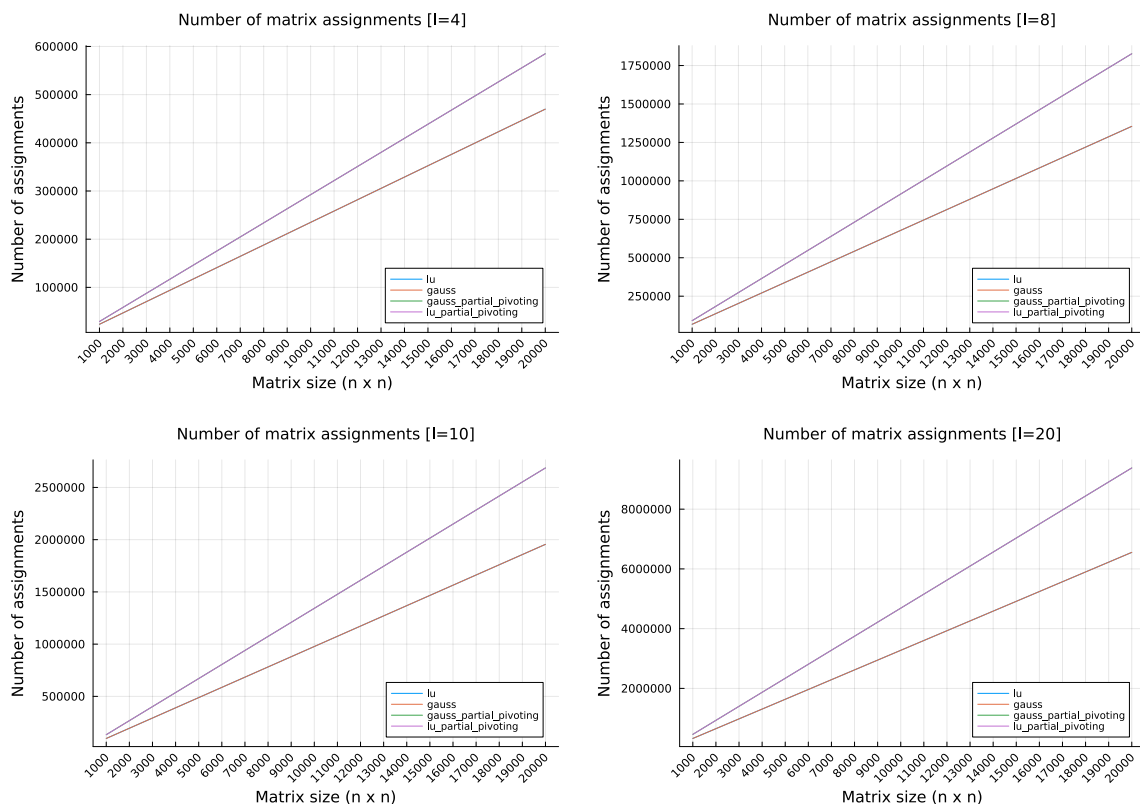 Number of matrix assignments [l=4]
Number of assignments
600000
500000
400000
300000
200000
100000
lu
gauss
gauss_partial_pivoting
lu_partial_pivoting
1000 2000 3000 4000 5000 6000 7000 8000 9000 10000 11000 12000 13000 14000 15000 16000 17000 18000 19000 20000
Matrix size (n x n)
Number of matrix assignments [l=8]
Number of assignments
1750000
1500000
1250000
1000000
750000
500000
250000
lu
gauss
gauss_partial_pivoting
lu_partial_pivoting
1000 2000 3000 4000 5000 6000 7000 8000 9000 10000 11000 12000 13000 14000 15000 16000 17000 18000 19000 20000
Matrix size (n x n)
Number of matrix assignments [l=10]
Number of assignments
2500000
2000000
1500000
1000000
500000
lu
gauss
gauss_partial_pivoting
lu_partial_pivoting
1000 2000 3000 4000 5000 6000 7000 8000 9000 10000 11000 12000 13000 14000 15000 16000 17000 18000 19000 20000
Matrix size (n x n)
Number of matrix assignments [l=20]
Number of assignments
8000000
6000000
4000000
2000000
lu
gauss
gauss_partial_pivoting
lu_partial_pivoting
1000 2000 3000 4000 5000 6000 7000 8000 9000 10000 11000 12000 13000 14000 15000 16000 17000 18000 19000 20000
Matrix size (n x n)